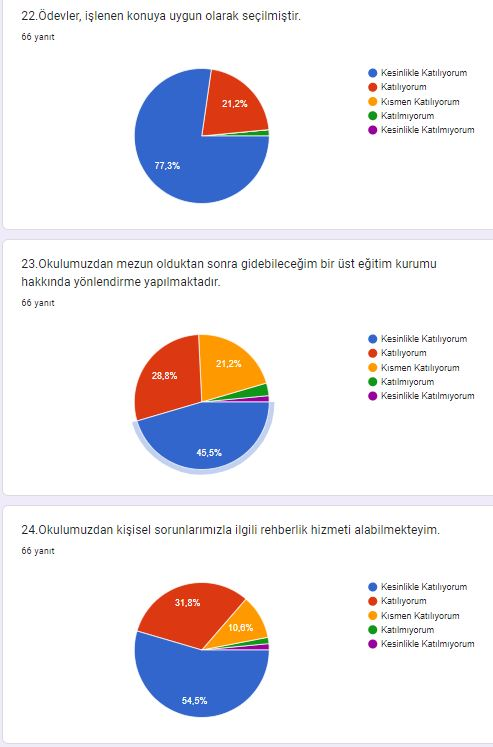 22.Ödevler, işlenen konuya uygun olarak seçilmiştir.
66 yanıt
Kesinlikle Katılıyorum
Katılıyorum
Kısmen Katılıyorum
Katılmıyorum
Kesinlikle Katılmıyorum
21,2%
77,3%
23.Okulumuzdan mezun olduktan sonra gidebileceğim bir üst eğitim kurumu
hakkında yönlendirme yapılmaktadır.
66 yanıt
Kesinlikle Katılıyorum
Katılıyorum
Kısmen Katılıyorum
Katılmıyorum
Kesinlikle Katılmıyorum
21,2%
28,8%
45,5%
24.Okulumuzdan kişisel sorunlarımızla ilgili rehberlik hizmeti alabilmekteyim.
66 yanıt
Kesinlikle Katılıyorum
Katılıyorum
Kısmen Katılıyorum
Katılmıyorum
Kesinlikle Katılmıyorum
31,8%
10,6%
54,5%